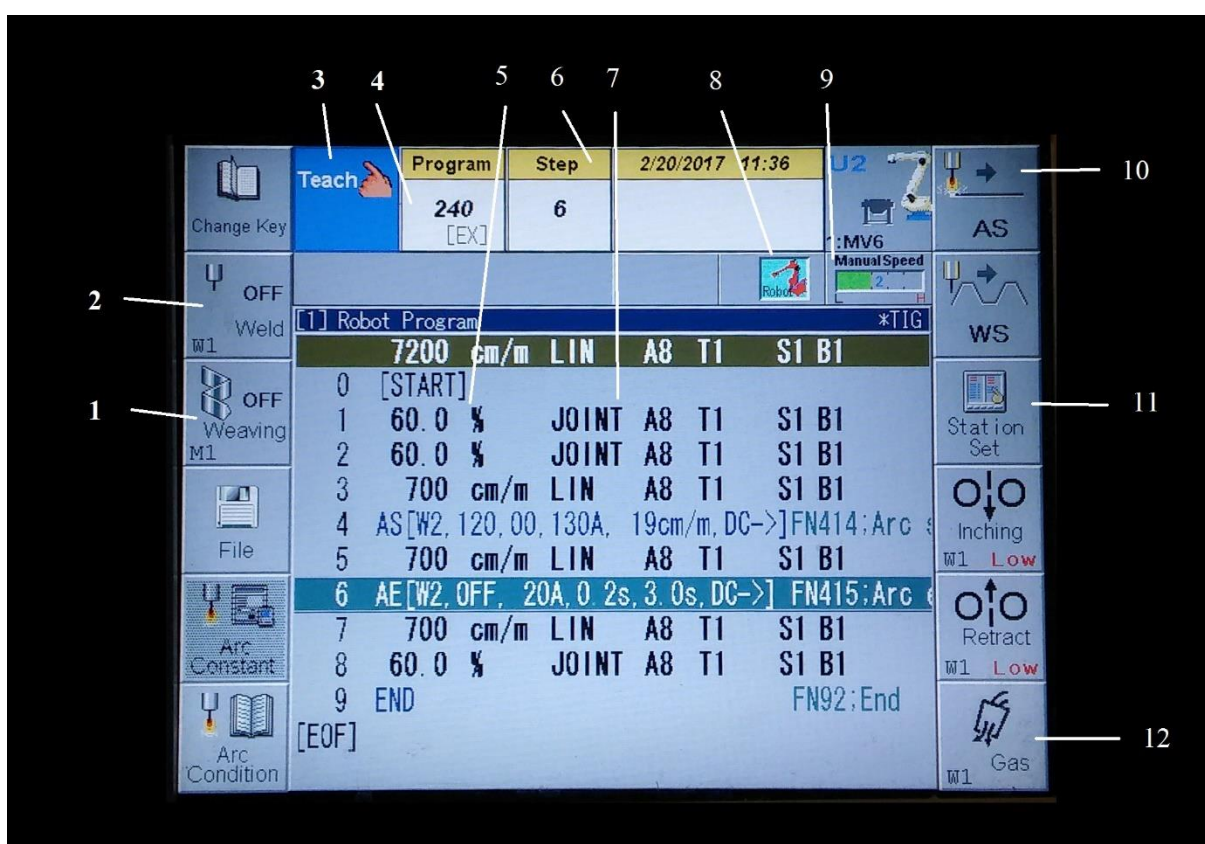 3 4 5 6 7 8 9
Change Key
Teach
Program
240
[EX]
Step
6
2/20/2017 11:36
U2
1:MV6
AS
10
2
OFF
Weld
W1
Robot
Manual Speed
2
L H
WS
[1] Robot Program *TIG
7200 cm/m LIN A8 T1 S1 B1
0 [START]
1 60.0 % JOINT A8 T1 S1 B1
2 60.0 % JOINT A8 T1 S1 B1
3 700 cm/m LIN A8 T1 S1 B1
4 AS[W2,120,00,130A, 19cm/m,DC->]FN414;Arc s
5 700 cm/m LIN A8 T1 S1 B1
6 AE[W2,OFF, 20A,0.2s,3.0s,DC->] FN415;Arc e
7 700 cm/m LIN A8 T1 S1 B1
8 60.0 % JOINT A8 T1 S1 B1
9 END FN92;End
[EOF]
1
OFF
Weaving
M1
File
Arc
Constant
Arc
Condition
Station
Set
11
Inching
W1 Low
Retract
W1 Low
Gas
W1
12